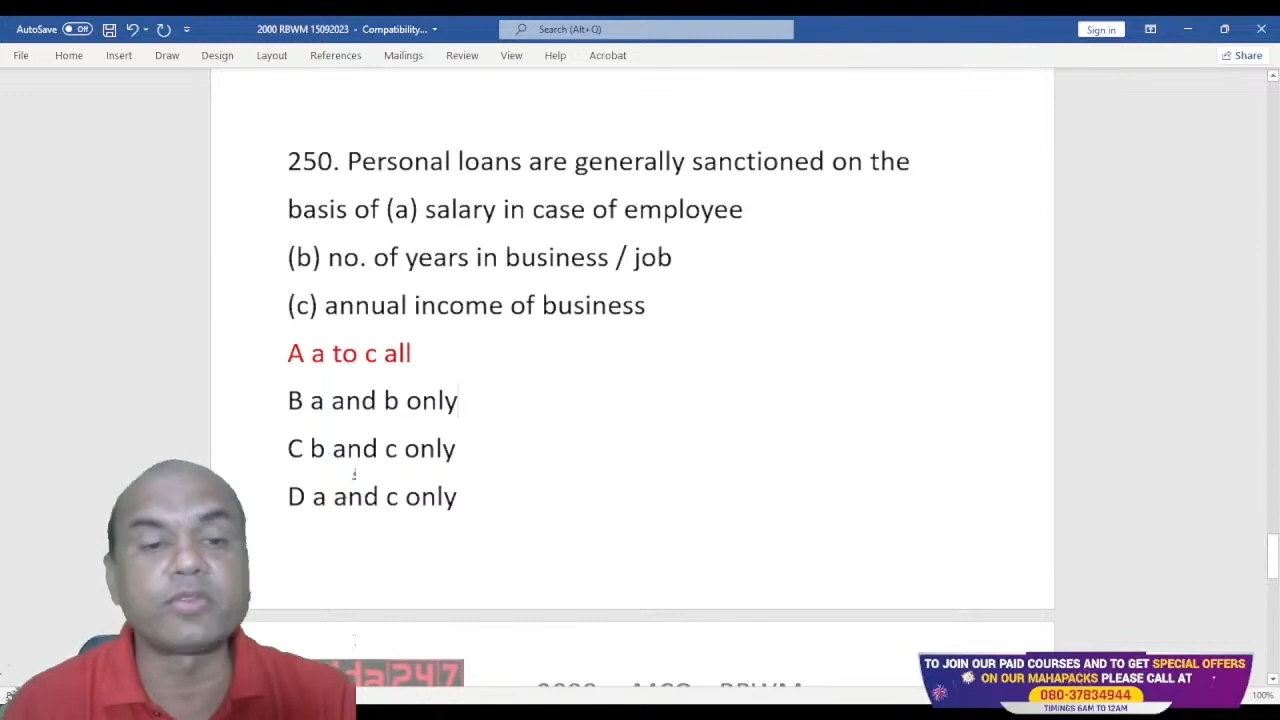 AutoSave Off 2000 RBWM 15092023 - Compatibility... Search (Alt+Q) Sign in
File Home Insert Draw Design Layout References Mailings Review View Help Acrobat Share
250. Personal loans are generally sanctioned on the
basis of (a) salary in case of employee
(b) no. of years in business / job
(c) annual income of business
A a to c all
B a and b only
C b and c only
D a and c only
TO JOIN OUR PAID COURSES AND TO GET SPECIAL OFFERS
ON OUR MAHAPACKS PLEASE CALL AT
080-37834944
TIMINGS 6AM TO 12AM
100%